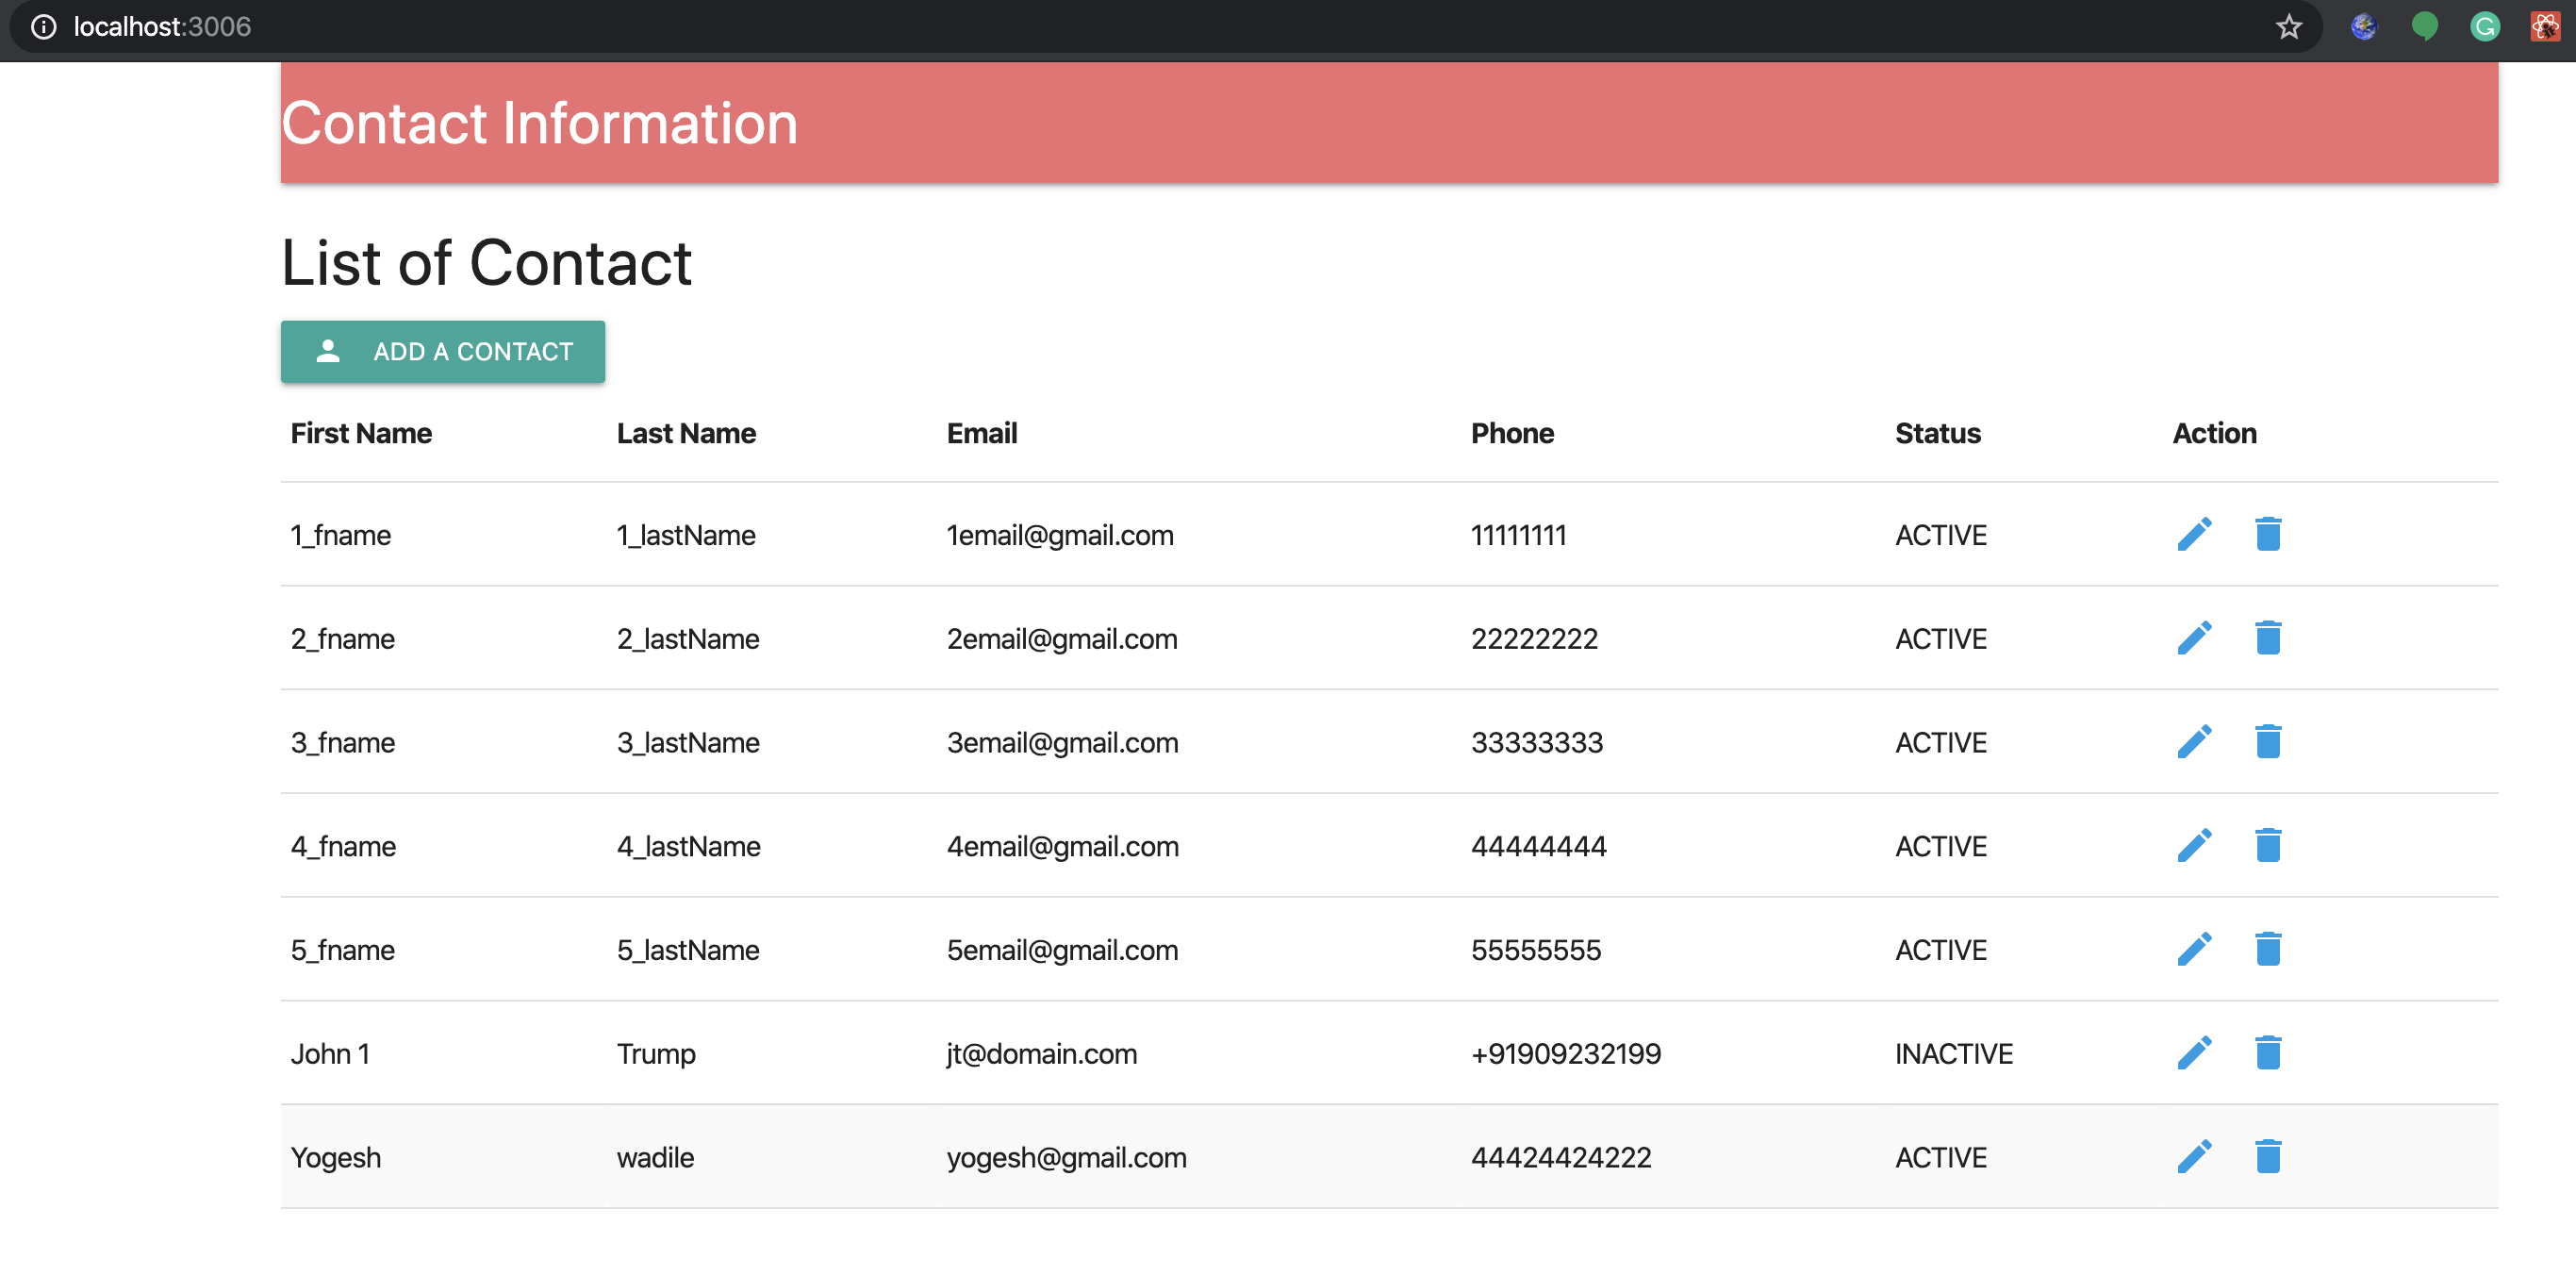 localhost:3006
Contact Information
List of Contact
ADD A CONTACT
First Name Last Name Email Phone Status Action
1_fname 1_lastName 1email@gmail.com 11111111 ACTIVE
2_fname 2_lastName 2email@gmail.com 22222222 ACTIVE
3_fname 3_lastName 3email@gmail.com 33333333 ACTIVE
4_fname 4_lastName 4email@gmail.com 44444444 ACTIVE
5_fname 5_lastName 5email@gmail.com 55555555 ACTIVE
John 1 Trump jt@domain.com +91909232199 INACTIVE
Yogesh wadile yogesh@gmail.com 44424424222 ACTIVE